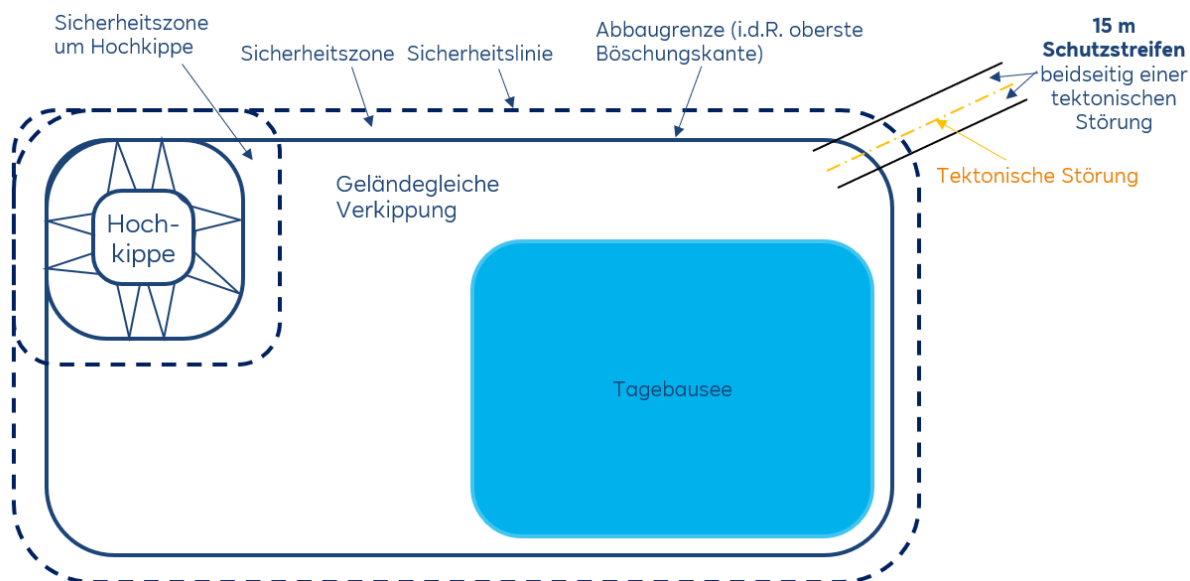 Sicherheitszone
um Hochkippe
Sicherheitszone
Sicherheitslinie
Abbaugrenze (i.d.R. oberste
Böschungskante)
15 m
Schutzstreifen
beidseitig einer
tektonischen
Störung
Tektonische Störung
Geländegleiche
Verkippung
Hoch-
kippe
Tagebausee